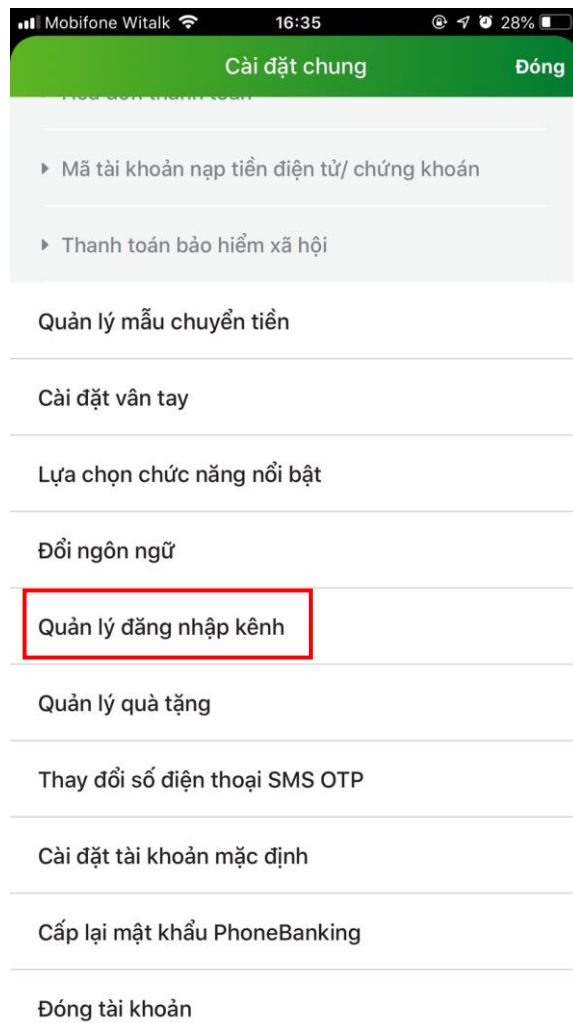 Mobifone Witalk 16:35 28%
Cài đặt chung Đóng
Mã tài khoản nạp tiền điện tử/ chứng khoán
Thanh toán bảo hiểm xã hội
Quản lý mẫu chuyển tiền
Cài đặt vân tay
Lựa chọn chức năng nổi bật
Đổi ngôn ngữ
Quản lý đăng nhập kênh
Quản lý quà tặng
Thay đổi số điện thoại SMS OTP
Cài đặt tài khoản mặc định
Cấp lại mật khẩu PhoneBanking
Đóng tài khoản